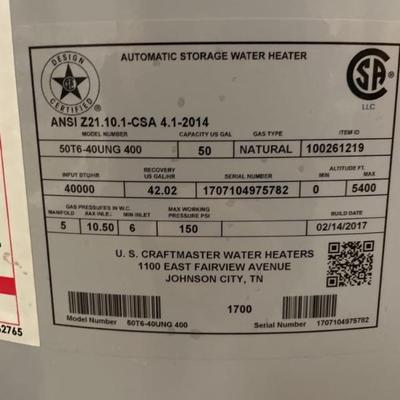 DESIGN CERTIFIED
AUTOMATIC STORAGE WATER HEATER
LLC
ANSI Z21.10.1-CSA 4.1-2014
MODEL NUMBER CAPACITY US GAL GAS TYPE ITEM ID
50T6-40UNG 400 50 NATURAL 100261219
INPUT BTU/HR RECOVERY US GAL/HR SERIAL NUMBER ALTITUDE FT.
MAX
40000 42.02 1707104975782 0 5400
GAS PRESSURES IN W.C. MAX WORKING PRESSURE PSI BUILD DATE
MANIFOLD MAX INLET MIN INLET
5 10.50 6 150 02/14/2017
U. S. CRAFTMASTER WATER HEATERS
1100 EAST FAIRVIEW AVENUE
JOHNSON CITY, TN
1700
Model Number 50T6-40UNG 400 Serial Number 1707104975782
2765